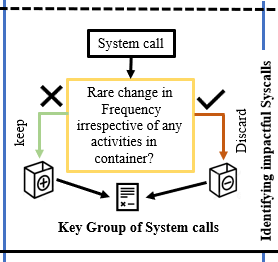 System call
Rare change in
Frequency
irrespective of any
activities in
container?
keep
Discard
Key Group of System calls
Identifying impactful Syscalls